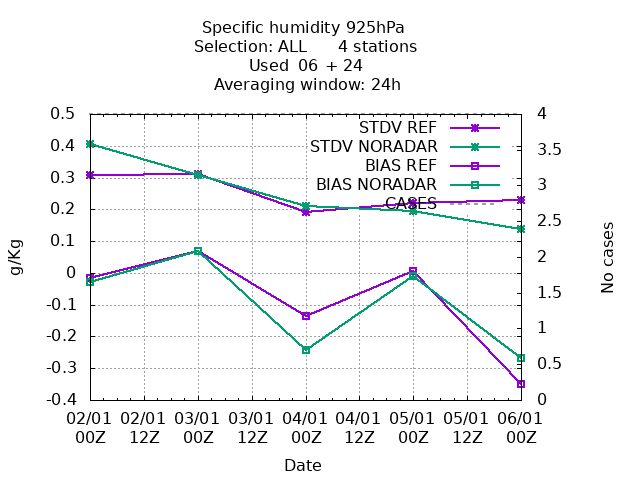 Specific humidity 925hPa
Selection: ALL      4 stations
Used  06 + 24
Averaging window: 24h
0.5
0.4
0.3
0.2
0.1
0
-0.1
-0.2
-0.3
-0.4
g/Kg
STDV REF
STDV NORADAR
BIAS REF
BIAS NORADAR
CASES
4
3.5
3
2.5
2
1.5
1
0.5
0
No cases
02/01 02/01 03/01 03/01 04/01 04/01 05/01 05/01 06/01
00Z 12Z 00Z 12Z 00Z 12Z 00Z 12Z 00Z
Date